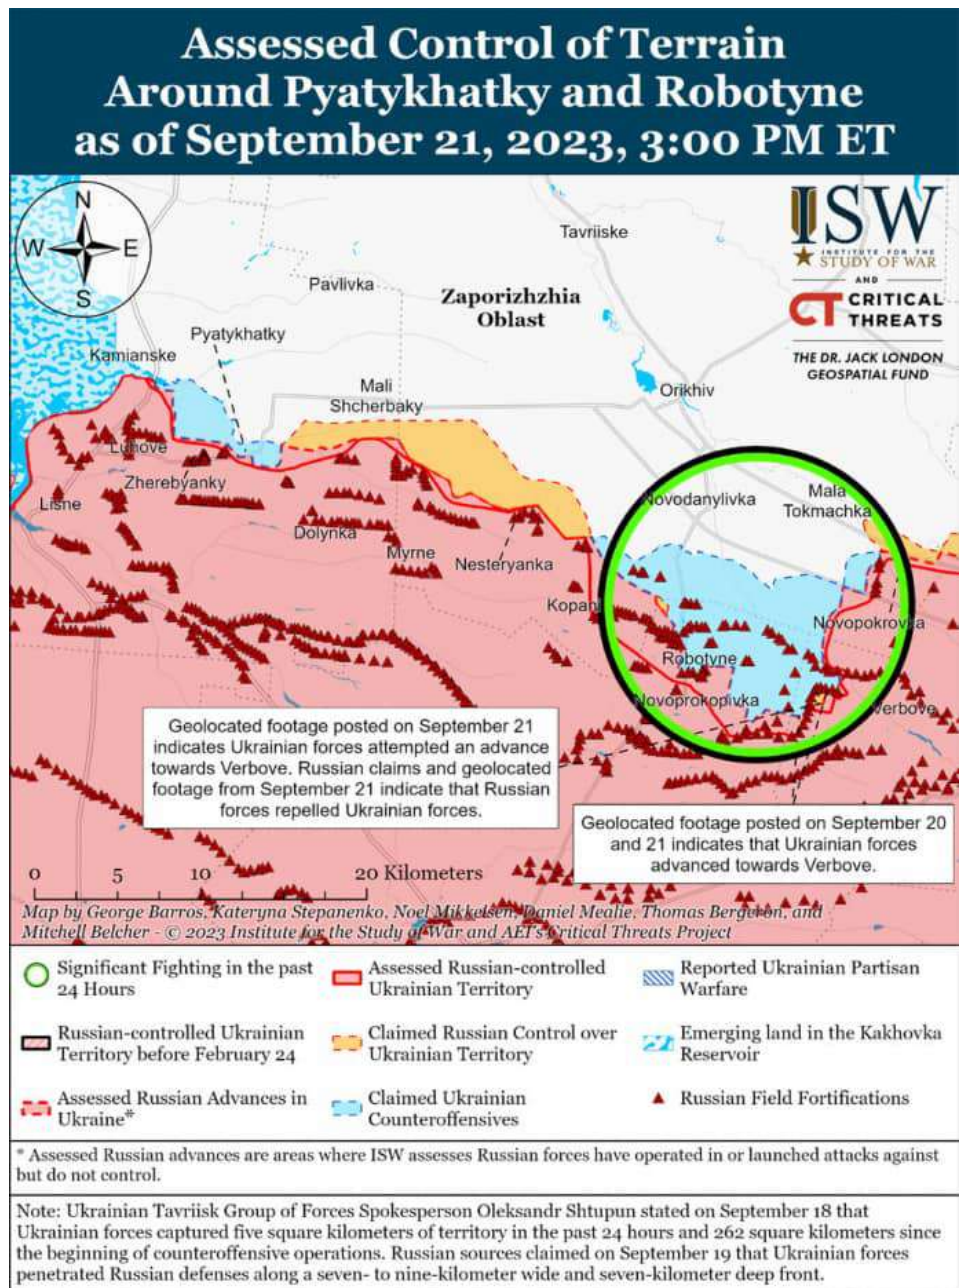 Assessed Control of Terrain
Around Pyatykhatky and Robotyne
as of September 21, 2023, 3:00 PM ET
N
W E
S
ISW
INSTITUTE FOR THE
STUDY OF WAR
AND
CT CRITICAL
THREATS
THE DR. JACK LONDON
GEOSPATIAL FUND
Tavriiske
Pavlivka
Zaporizhzhia
Oblast
Pyatykhatky
Kamianske
Mali
Shcherbaky
Orikhiv
Luhove
Zherebyanky
Lisne
Dolynka
Myrne
Nesteryanka
Novodanylivka
Mala
Tokmachka
Kopani
Novopokrovka
Robotyne
Novoprokopivka
Verbove
Geolocated footage posted on September 21
indicates Ukrainian forces attempted an advance
towards Verbove. Russian claims and geolocated
footage from September 21 indicate that Russian
forces repelled Ukrainian forces.
Geolocated footage posted on September 20
and 21 indicates that Ukrainian forces
advanced towards Verbove.
0 5 10 20 Kilometers
Map by George Barros, Kateryna Stepanenko, Noel Mikkelsen, Daniel Mealie, Thomas Bergeron, and
Mitchell Belcher - © 2023 Institute for the Study of War and AEI's Critical Threats Project
Significant Fighting in the past
24 Hours
Assessed Russian-controlled
Ukrainian Territory
Reported Ukrainian Partisan
Warfare
Russian-controlled Ukrainian
Territory before February 24
Claimed Russian Control over
Ukrainian Territory
Emerging land in the Kakhovka
Reservoir
Assessed Russian Advances in
Ukraine*
Claimed Ukrainian
Counteroffensives
Russian Field Fortifications
* Assessed Russian advances are areas where ISW assesses Russian forces have operated in or launched attacks against
but do not control.
Note: Ukrainian Tavriisk Group of Forces Spokesperson Oleksandr Shtupun stated on September 18 that
Ukrainian forces captured five square kilometers of territory in the past 24 hours and 262 square kilometers since
the beginning of counteroffensive operations. Russian sources claimed on September 19 that Ukrainian forces
penetrated Russian defenses along a seven- to nine-kilometer wide and seven-kilometer deep front.